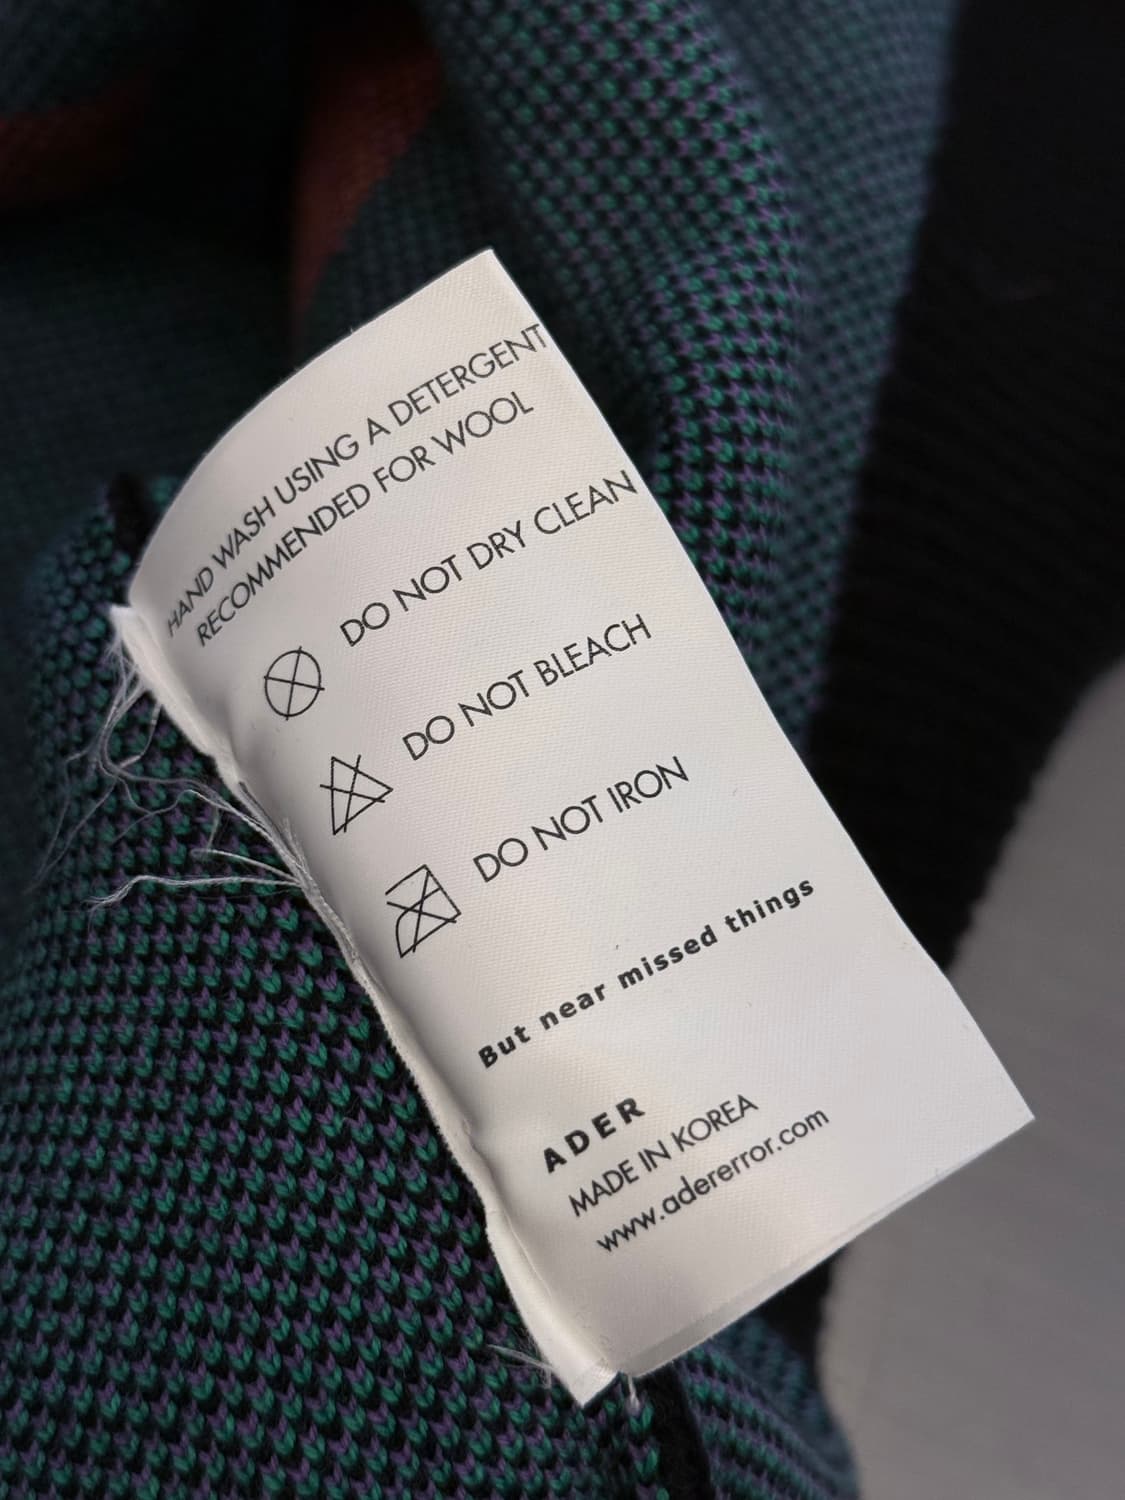 HAND WASH USING A DETERGENT
RECOMMENDED FOR WOOL
DO NOT DRY CLEAN
DO NOT BLEACH
DO NOT IRON
But near missed things
ADER
MADE IN KOREA
www.adererror.com